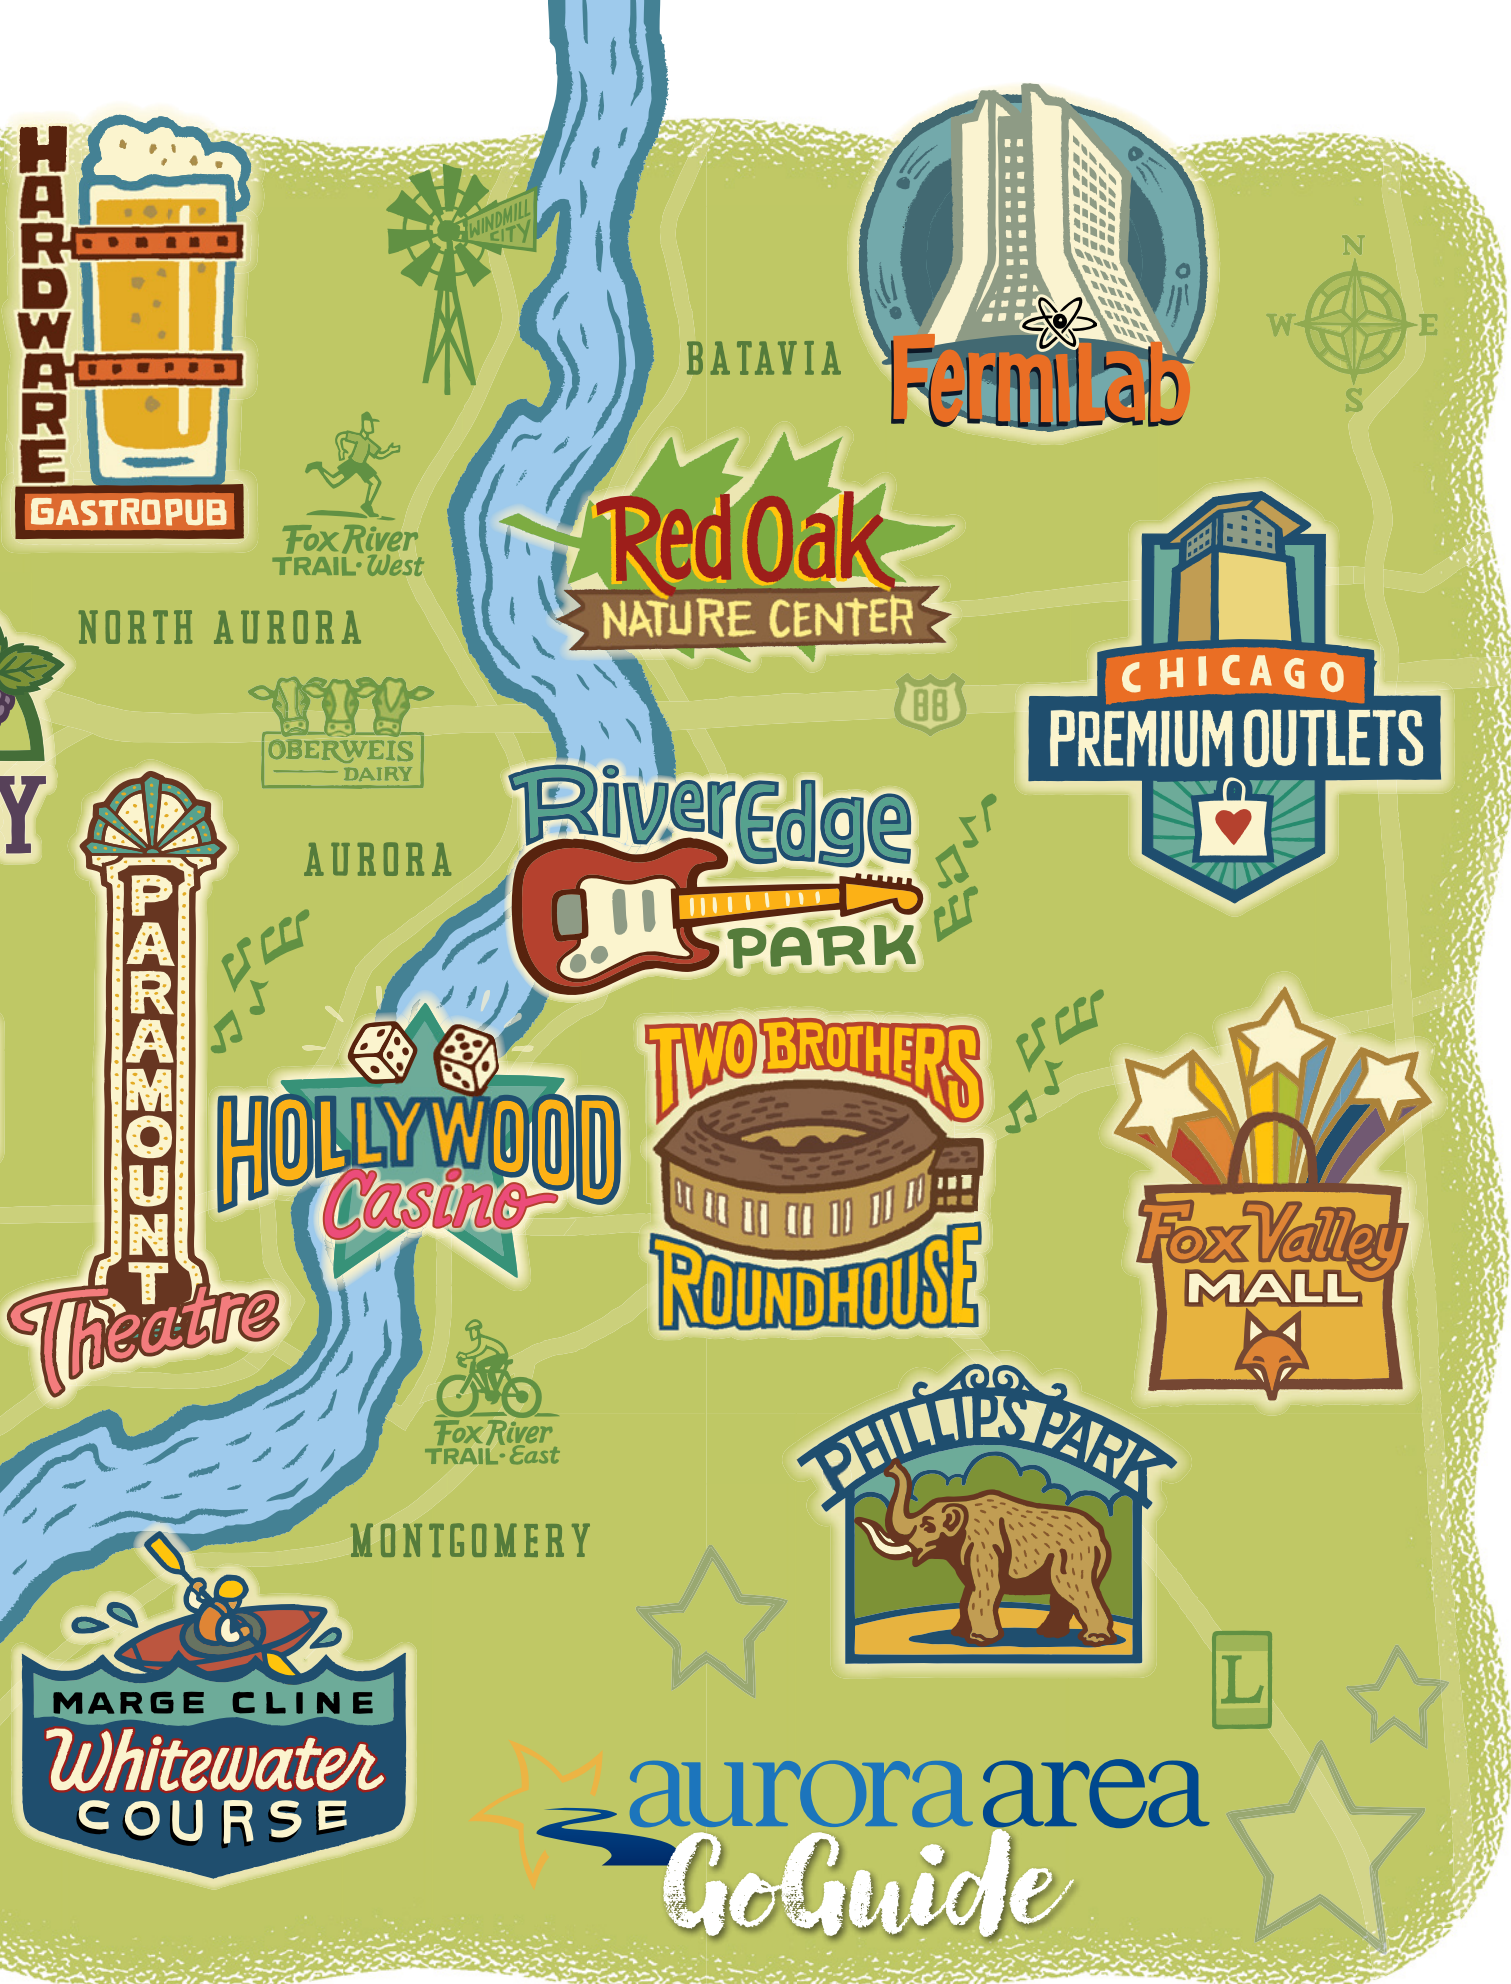 HARDWARE
GASTROPUB
WINDMILL
CITY
FermiLab
N
W
E
S
BATAVIA
Fox River
TRAIL·West
Red Oak
NATURE CENTER
NORTH AURORA
88
CHICAGO
PREMIUM OUTLETS
OBERWEIS
DAIRY
Y
AURORA
RiverEdge
PARK
PARAMOUNT
Theatre
HOLLYWOOD
Casino
TWO BROTHERS
ROUNDHOUSE
Fox Valley
MALL
Fox River
TRAIL·East
PHILLIPS PARK
MONTGOMERY
L
MARGE CLINE
Whitewater
COURSE
aurora area
GoGuide